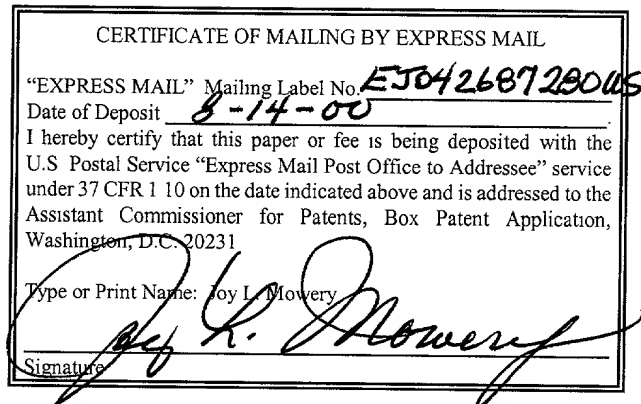 CERTIFICATE OF MAILING BY EXPRESS MAIL
“EXPRESS MAIL” Mailing Label No. EJ042687280US
Date of Deposit 8-14-00
I hereby certify that this paper or fee is being deposited with the
U.S Postal Service “Express Mail Post Office to Addressee” service
under 37 CFR 1 10 on the date indicated above and is addressed to the
Assistant Commissioner for Patents, Box Patent Application,
Washington, D.C. 20231
Type or Print Name: Joy L. Mowery
Joy L. Mowery
Signature